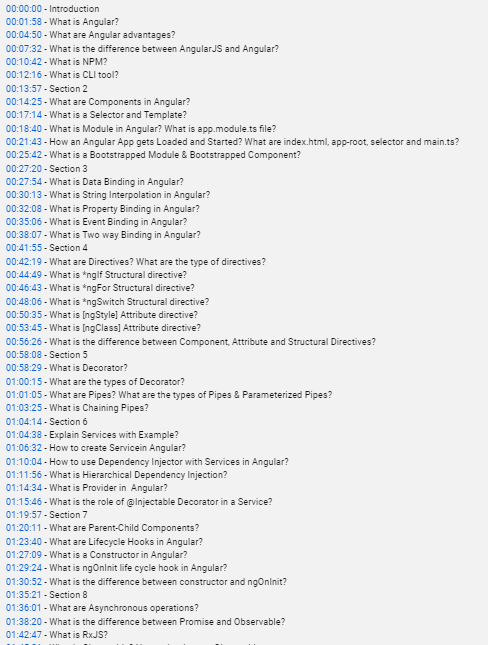 00:00:00 - Introduction
00:01:58 - What is Angular?
00:04:50 - What are Angular advantages?
00:07:32 - What is the difference between AngularJS and Angular?
00:10:42 - What is NPM?
00:12:16 - What is CLI tool?
00:13:57 - Section 2
00:14:25 - What are Components in Angular?
00:17:14 - What is a Selector and Template?
00:18:40 - What is Module in Angular? What is app.module.ts file?
00:21:43 - How an Angular App gets Loaded and Started? What are index.html, app-root, selector and main.ts?
00:25:42 - What is a Bootstrapped Module & Bootstrapped Component?
00:27:20 - Section 3
00:27:54 - What is Data Binding in Angular?
00:30:13 - What is String Interpolation in Angular?
00:32:08 - What is Property Binding in Angular?
00:35:06 - What is Event Binding in Angular?
00:38:07 - What is Two way Binding in Angular?
00:41:55 - Section 4
00:42:19 - What are Directives? What are the type of directives?
00:44:49 - What is *ngIf Structural directive?
00:46:43 - What is *ngFor Structural directive?
00:48:06 - What is *ngSwitch Structural directive?
00:50:35 - What is [ngStyle] Attribute directive?
00:53:45 - What is [ngClass] Attribute directive?
00:56:26 - What is the difference between Component, Attribute and Structural Directives?
00:58:08 - Section 5
00:58:29 - What is Decorator?
01:00:15 - What are the types of Decorator?
01:01:05 - What are Pipes? What are the types of Pipes & Parameterized Pipes?
01:03:25 - What is Chaining Pipes?
01:04:14 - Section 6
01:04:38 - Explain Services with Example?
01:06:32 - How to create Servicein Angular?
01:10:04 - How to use Dependency Injector with Services in Angular?
01:11:56 - What is Hierarchical Dependency Injection?
01:14:34 - What is Provider in  Angular?
01:15:46 - What is the role of @Injectable Decorator in a Service?
01:19:57 - Section 7
01:20:11 - What are Parent-Child Components?
01:23:40 - What are Lifecycle Hooks in Angular?
01:27:09 - What is a Constructor in Angular?
01:29:24 - What is ngOnInit life cycle hook in Angular?
01:30:52 - What is the difference between constructor and ngOnInit?
01:35:21 - Section 8
01:36:01 - What are Asynchronous operations?
01:38:20 - What is the difference between Promise and Observable?
01:42:47 - What is RxJS?